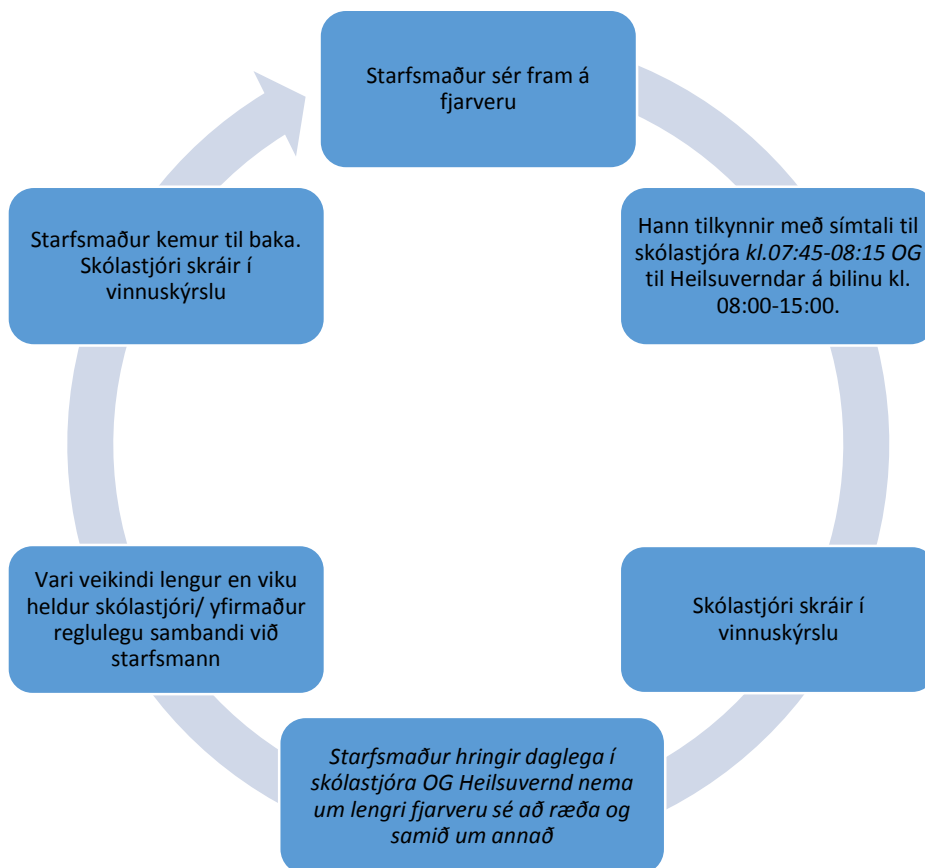 Starfsmaður sér fram á
fjarveru
Hann tilkynnir með símtali til
skólastjóra kl.07:45-08:15 OG
til Heilsuverndar á bilinu kl.
08:00-15:00.
Skólastjóri skráir í
vinnuskýrslu
Starfsmaður hringir daglega í
skólastjóra OG Heilsuvernd nema
um lengri fjarveru sé að ræða og
samið um annað
Vari veikindi lengur en viku
heldur skólastjóri/ yfirmaður
reglulegu sambandi við
starfsmann
Starfsmaður kemur til baka.
Skólastjóri skráir í
vinnuskýrslu